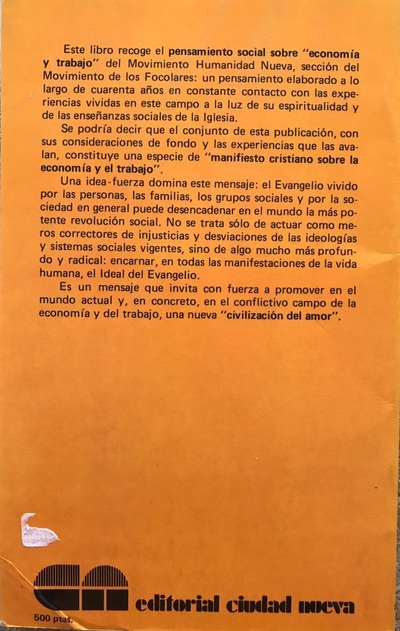 Este libro recoge el pensamiento social sobre "economía
y trabajo" del Movimiento Humanidad Nueva, sección del
Movimiento de los Focolares: un pensamiento elaborado a lo
largo de cuarenta años en constante contacto con las expe-
riencias vividas en este campo a la luz de su espiritualidad y
de las enseñanzas sociales de la Iglesia.
Se podría decir que el conjunto de esta publicación, con
sus consideraciones de fondo y las experiencias que las ava-
lan, constituye una especie de "manifiesto cristiano sobre la
economía y el trabajo".
Una idea-fuerza domina este mensaje: el Evangelio vivido
por las personas, las familias, los grupos sociales y por la so-
ciedad en general puede desencadenar en el mundo la más po-
tente revolución social. No se trata sólo de actuar como me-
ros correctores de injusticias y desviaciones de las ideologías
y sistemas sociales vigentes, sino de algo mucho más profun-
do y radical: encarnar, en todas las manifestaciones de la vida
humana, el Ideal del Evangelio.
Es un mensaje que invita con fuerza a promover en el
mundo actual y, en concreto, en el conflictivo campo de la
economía y del trabajo, una nueva "civilización del amor".
cn editorial ciudad nueva
500 ptas.